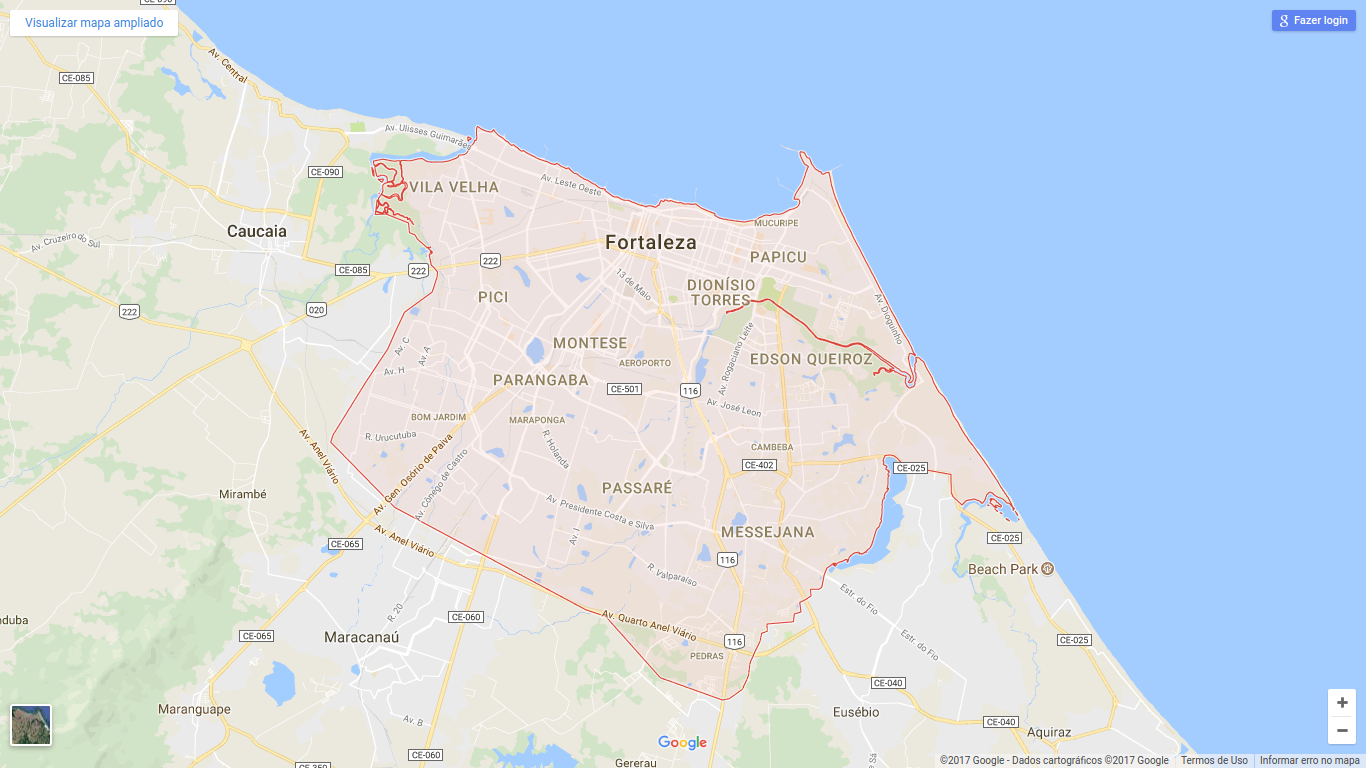 CE-090
Visualizar mapa ampliado
Fazer login
Av. Central
CE-085
Av. Ulisses Guimarães
CE-090
VILA VELHA
Av. Leste Oeste
MUCURIPE
Caucaia
Av. Cruzeiro do Sul
Fortaleza
PAPICU
222
222
CE-085
13 de Maio
DIONÍSIO
TORRES
PICI
020
222
Av. Dioguinho
MONTESE
Av. C
Av. A
AEROPORTO
Av. Rogaciano Leite
EDSON QUEIROZ
Av. H
PARANGABA
CE-501
116
Av. José Leon
BOM JARDIM
MARAPONGA
R. Urucutuba
CAMBEBA
R. Holanda
Av. Anel Viário
Av. Gen. Osório de Paiva
Av. Cônego de Castro
CE-402
CE-025
Mirambé
PASSARÉ
Av. Presidente Costa e Silva
MESSEJANA
Av. I
Av. Anel Viário
CE-065
CE-025
116
Beach Park
R. Valparaíso
Estr. do Fio
R. 20
CE-060
Av. Quarto Anel Viário
nduba
CE-065
Maracanaú
116
Estr. do Fio
CE-025
PEDRAS
CE-040
Maranguape
Eusébio
Av. B
CE-040
Aquiraz
Google
CE-060
Gererau
CE-350
+
−
©2017 Google - Dados cartográficos ©2017 Google
Termos de Uso
Informar erro no mapa